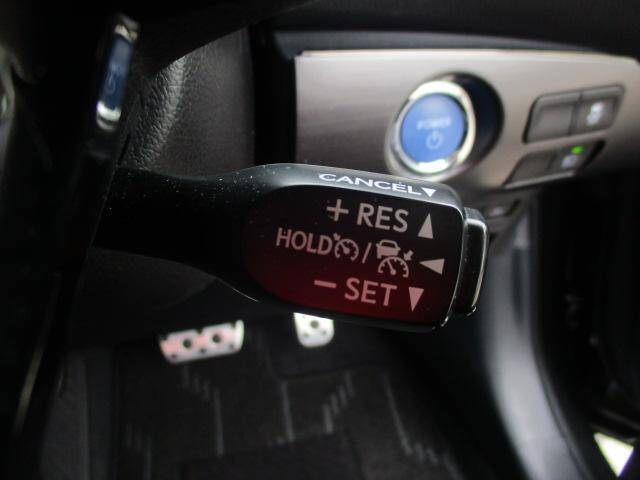 POWER
CANCEL▼
+ RES ▲
HOLD / ◀
− SET ▼